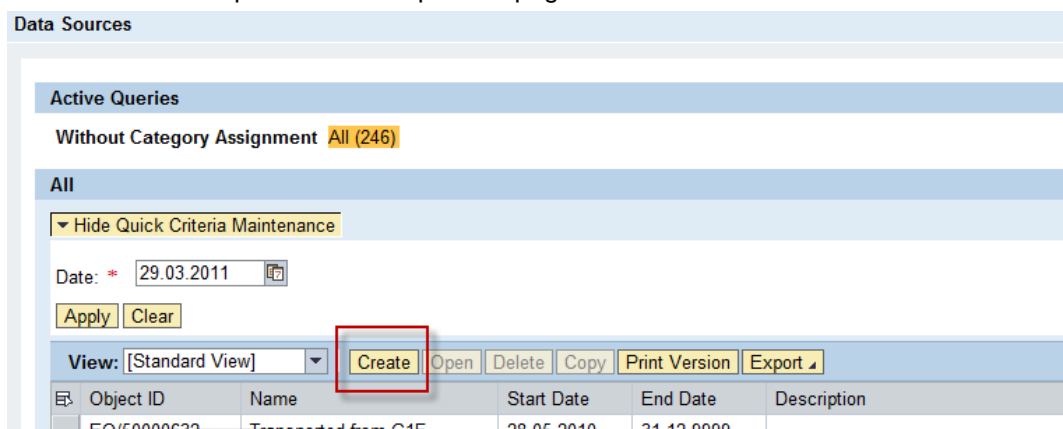 Data Sources
Active Queries
Without Category Assignment All (246)
All
Hide Quick Criteria Maintenance
Date: * 29.03.2011
Apply Clear
View: [Standard View] Create Open Delete Copy Print Version Export
Object ID Name Start Date End Date Description